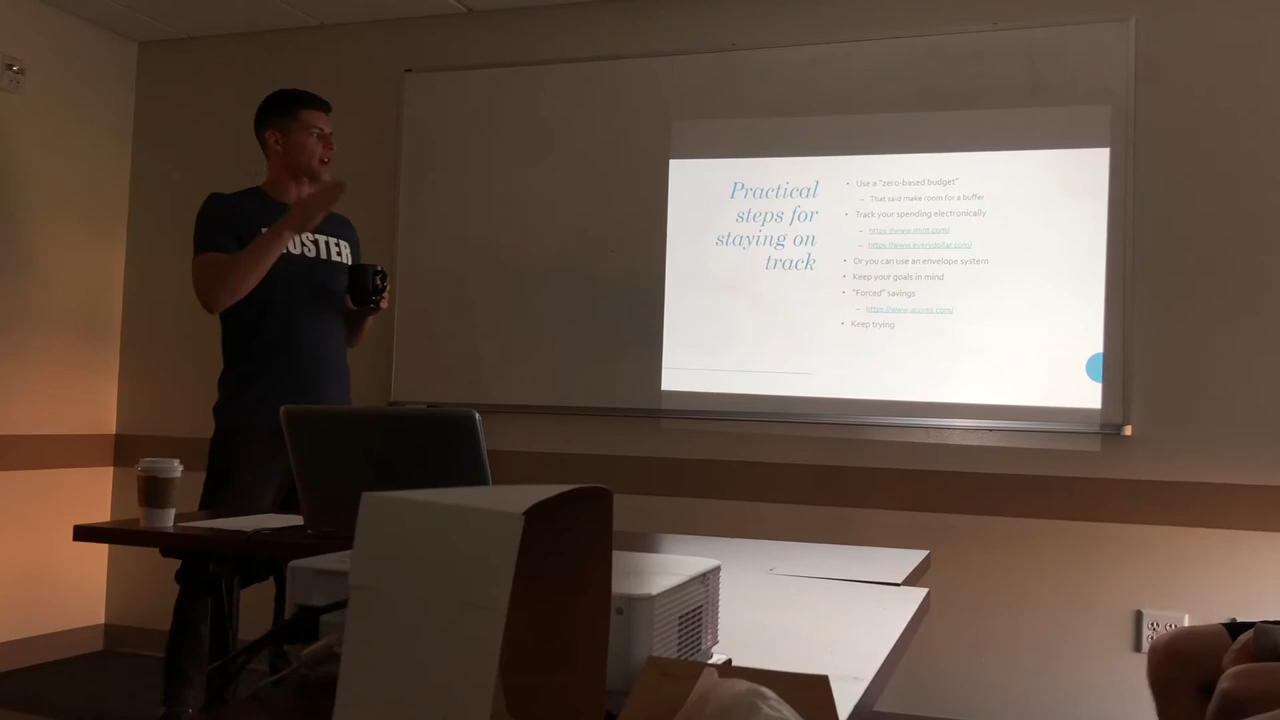 Practical
steps for
staying on
track
• Use a "zero-based budget"
– That said make room for a buffer
• Track your spending electronically
– https://www.mint.com/
– https://www.everydollar.com/
• Or you can use an envelope system
• Keep your goals in mind
• "Forced" savings
– https://www.acorns.com/
• Keep trying